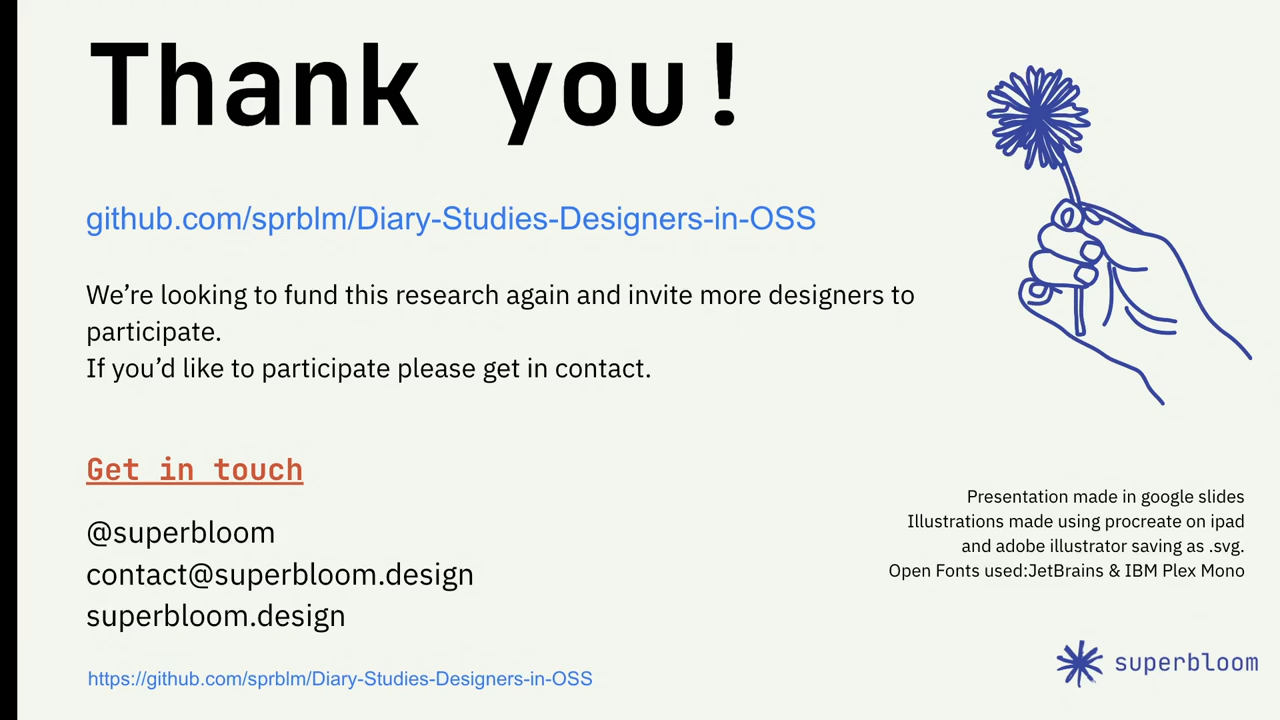 Thank you!
github.com/sprblm/Diary-Studies-Designers-in-OSS
We’re looking to fund this research again and invite more designers to
participate.
If you’d like to participate please get in contact.
Get in touch
@superbloom
contact@superbloom.design
superbloom.design
https://github.com/sprblm/Diary-Studies-Designers-in-OSS
Presentation made in google slides
Illustrations made using procreate on ipad
and adobe illustrator saving as .svg.
Open Fonts used:JetBrains & IBM Plex Mono
superbloom